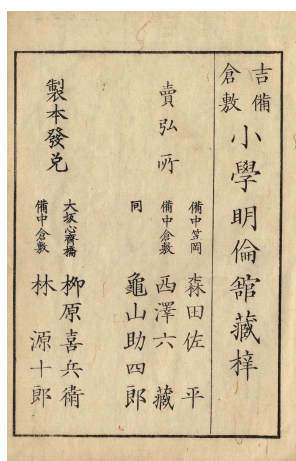 吉備
倉敷
小學明倫舘藏梓
賣弘所
備中笠岡 森田佐平
備中倉敷 西澤六藏
同 龜山助四郎
製本發兌
大坂心齋橋 柳原喜兵衛
備中倉敷 林源十郎